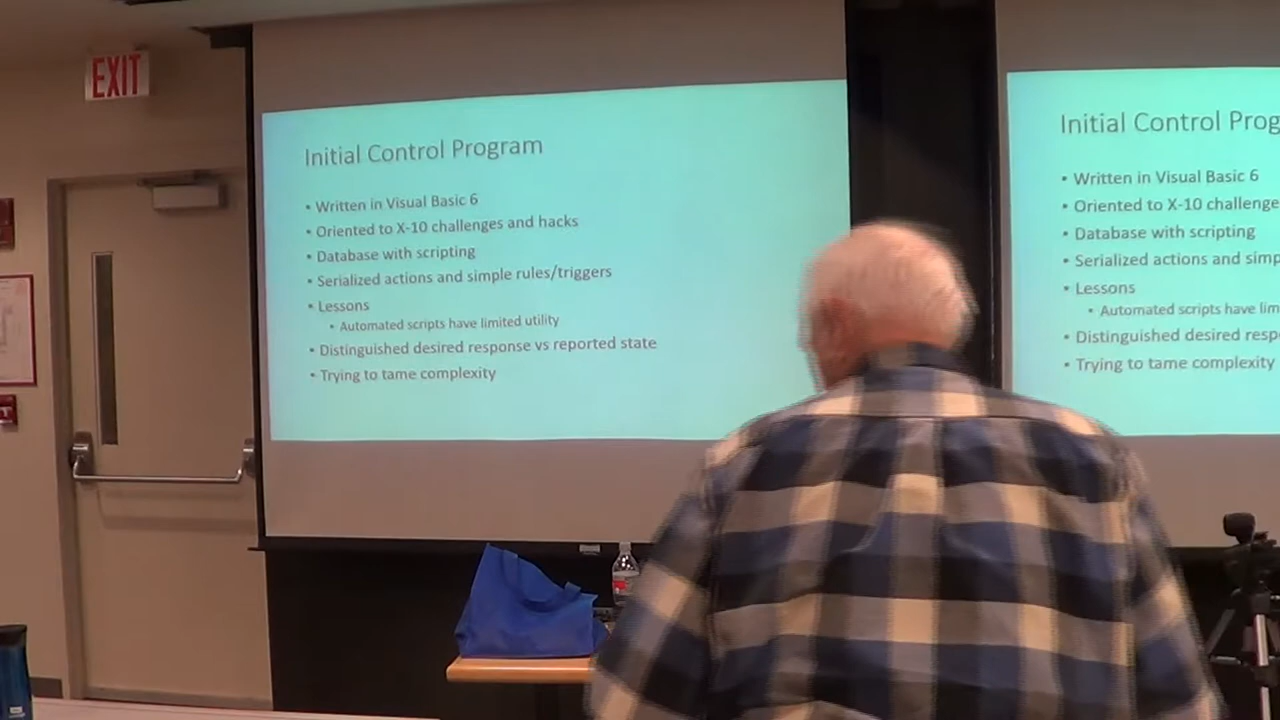 EXIT
Initial Control Program
• Written in Visual Basic 6
• Oriented to X-10 challenges and hacks
• Database with scripting
• Serialized actions and simple rules/triggers
• Lessons
• Automated scripts have limited utility
• Distinguished desired response vs reported state
• Trying to tame complexity
Initial Control Prog
• Written in Visual Basic 6
• Oriented to X-10 challenge
• Database with scripting
• Serialized actions and simp
• Lessons
• Automated scripts have lim
• Distinguished desired resp
• Trying to tame complexity